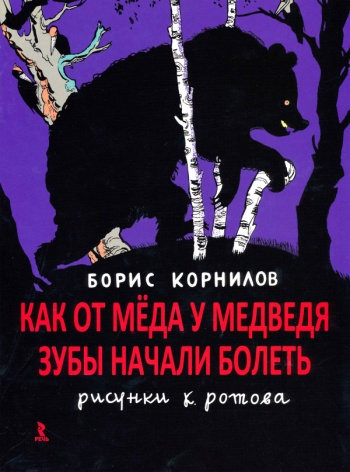 БОРИС КОРНИЛОВ
КАК ОТ МЁДА У МЕДВЕДЯ
ЗУБЫ НАЧАЛИ БОЛЕТЬ
рисунки К. Ротова
РЕЧЬ